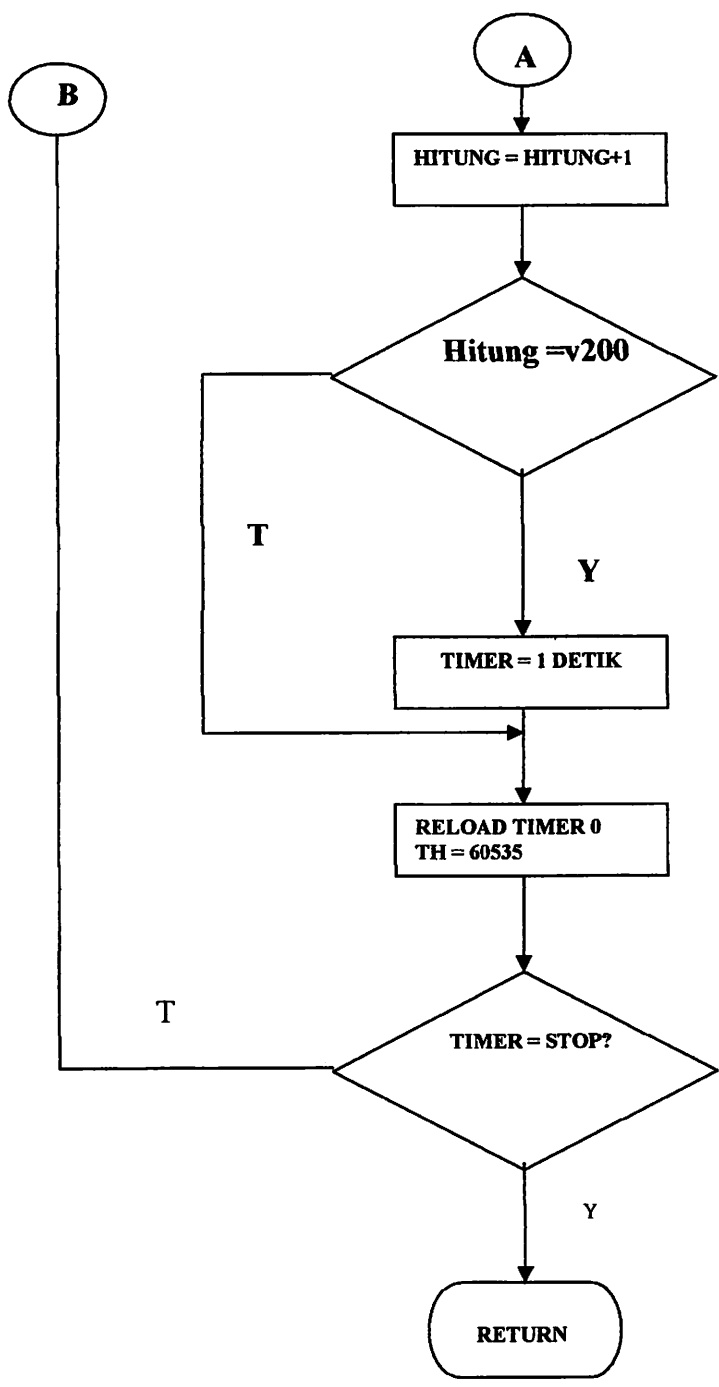 A
B
HITUNG = HITUNG+1
Hitung =v200
T
Y
TIMER = 1 DETIK
RELOAD TIMER 0
TH = 60535
T
TIMER = STOP?
Y
RETURN